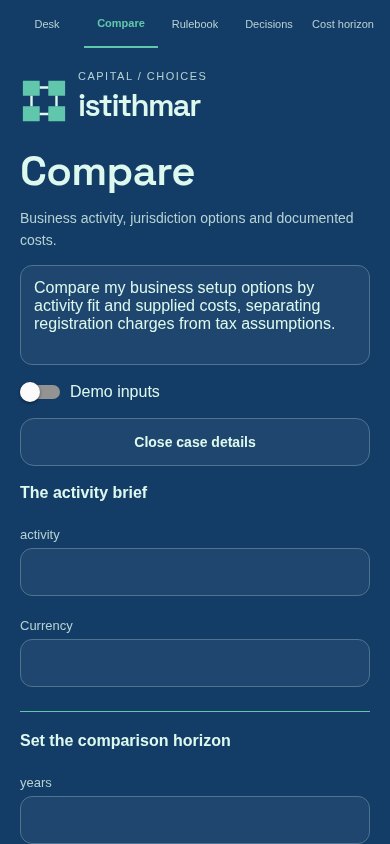 Desk
Compare
Rulebook
Decisions
Cost horizon
CAPITAL / CHOICES
istithmar
Compare
Business activity, jurisdiction options and documented
costs.
Compare my business setup options by
activity fit and supplied costs, separating
registration charges from tax assumptions.
Demo inputs
Close case details
The activity brief
activity
Currency
Set the comparison horizon
years